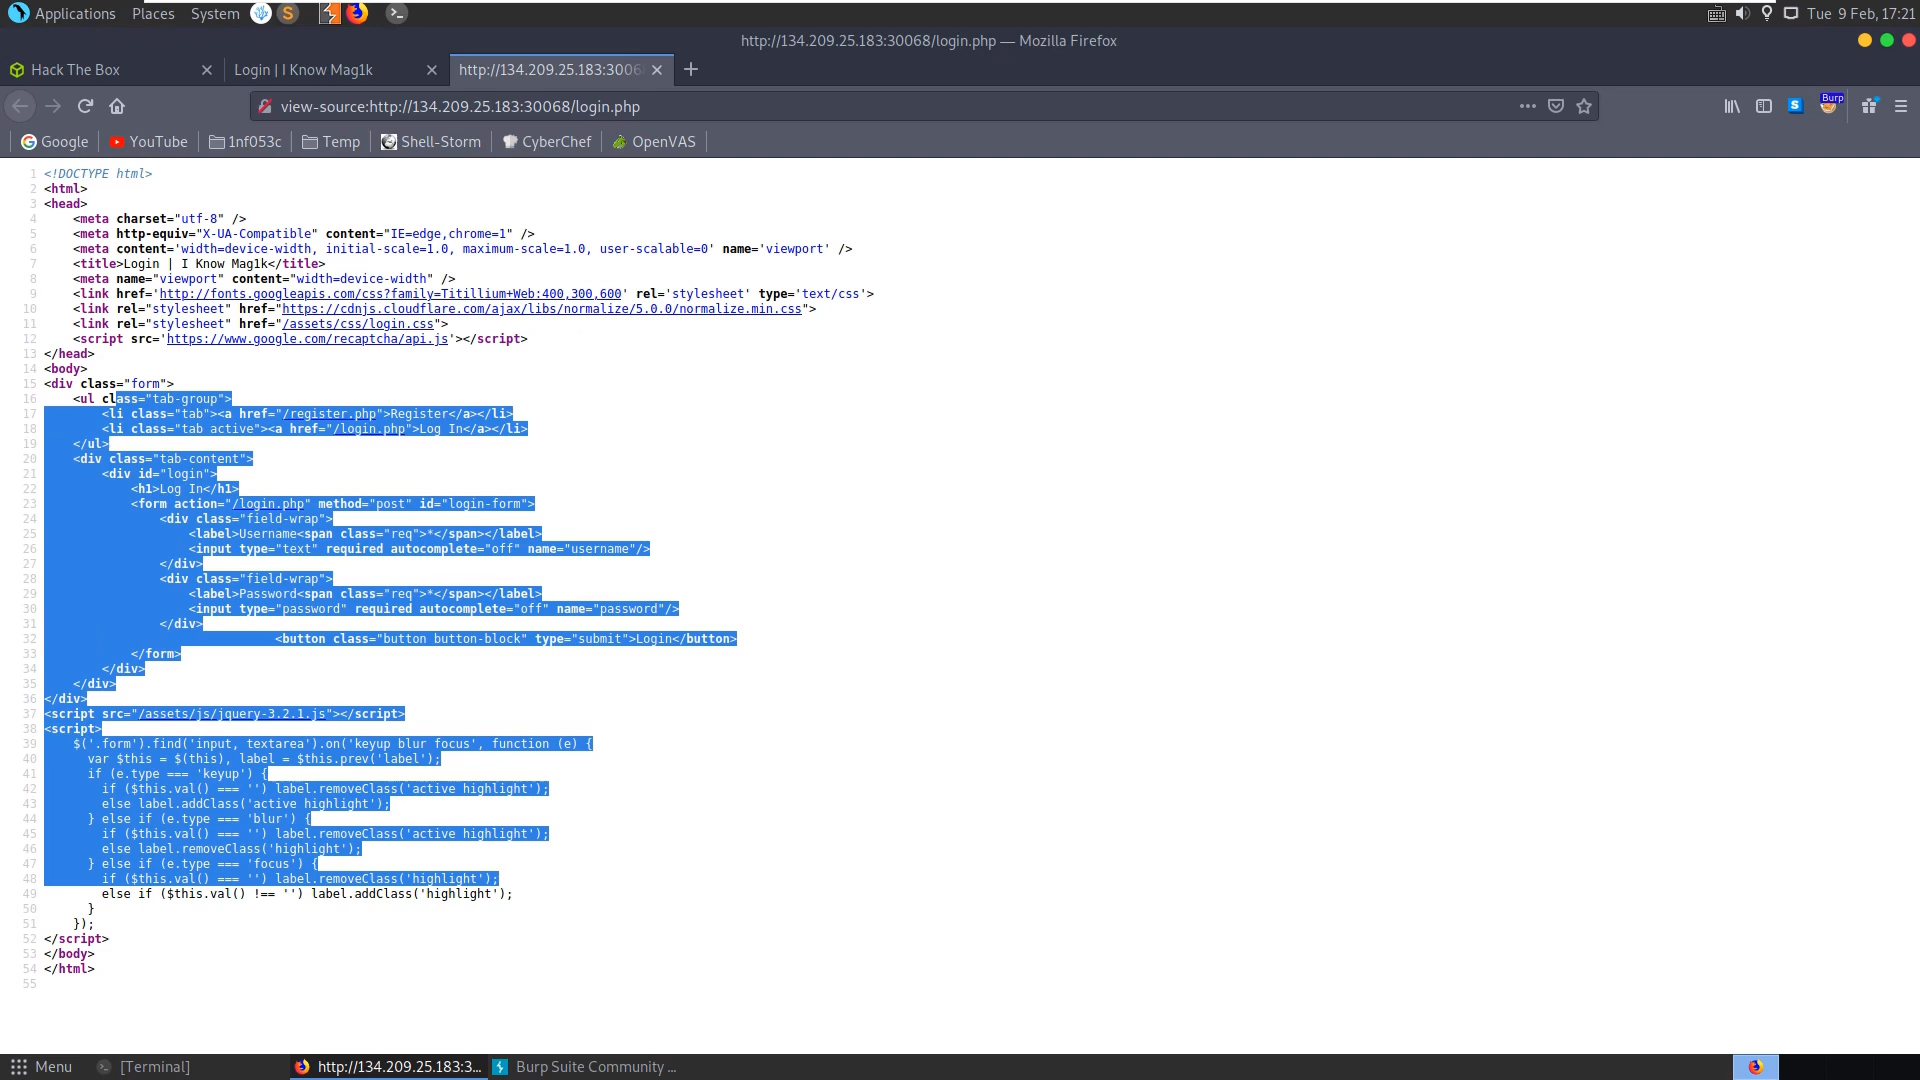 Applications Places System Tue 9 Feb, 17:21
http://134.209.25.183:30068/login.php — Mozilla Firefox
Hack The Box Login | I Know Mag1k http://134.209.25.183:3006
view-source:http://134.209.25.183:30068/login.php Burp
Google YouTube 1nf053c Temp Shell-Storm CyberChef OpenVAS
1 <!DOCTYPE html>
2 <html>
3 <head>
4     <meta charset="utf-8" />
5     <meta http-equiv="X-UA-Compatible" content="IE=edge,chrome=1" />
6     <meta content='width=device-width, initial-scale=1.0, maximum-scale=1.0, user-scalable=0' name='viewport' />
7     <title>Login | I Know Mag1k</title>
8     <meta name="viewport" content="width=device-width" />
9     <link href='http://fonts.googleapis.com/css?family=Titillium+Web:400,300,600' rel='stylesheet' type='text/css'>
10     <link rel="stylesheet" href="https://cdnjs.cloudflare.com/ajax/libs/normalize/5.0.0/normalize.min.css">
11     <link rel="stylesheet" href="/assets/css/login.css">
12     <script src='https://www.google.com/recaptcha/api.js'></script>
13 </head>
14 <body>
15 <div class="form">
16     <ul class="tab-group">
17         <li class="tab"><a href="/register.php">Register</a></li>
18         <li class="tab active"><a href="/login.php">Log In</a></li>
19     </ul>
20     <div class="tab-content">
21         <div id="login">
22             <h1>Log In</h1>
23             <form action="/login.php" method="post" id="login-form">
24                 <div class="field-wrap">
25                     <label>Username<span class="req">*</span></label>
26                     <input type="text" required autocomplete="off" name="username"/>
27                 </div>
28                 <div class="field-wrap">
29                     <label>Password<span class="req">*</span></label>
30                     <input type="password" required autocomplete="off" name="password"/>
31                 </div>
32                                 <button class="button button-block" type="submit">Login</button>
33             </form>
34         </div>
35     </div>
36 </div>
37 <script src="/assets/js/jquery-3.2.1.js"></script>
38 <script>
39     $('.form').find('input, textarea').on('keyup blur focus', function (e) {
40       var $this = $(this), label = $this.prev('label');
41       if (e.type === 'keyup') {
42         if ($this.val() === '') label.removeClass('active highlight');
43         else label.addClass('active highlight');
44       } else if (e.type === 'blur') {
45         if ($this.val() === '') label.removeClass('active highlight');
46         else label.removeClass('highlight');
47       } else if (e.type === 'focus') {
48         if ($this.val() === '') label.removeClass('highlight');
49         else if ($this.val() !== '') label.addClass('highlight');
50       }
51     });
52 </script>
53 </body>
54 </html>
55
Menu [Terminal] http://134.209.25.183:3... Burp Suite Community ...